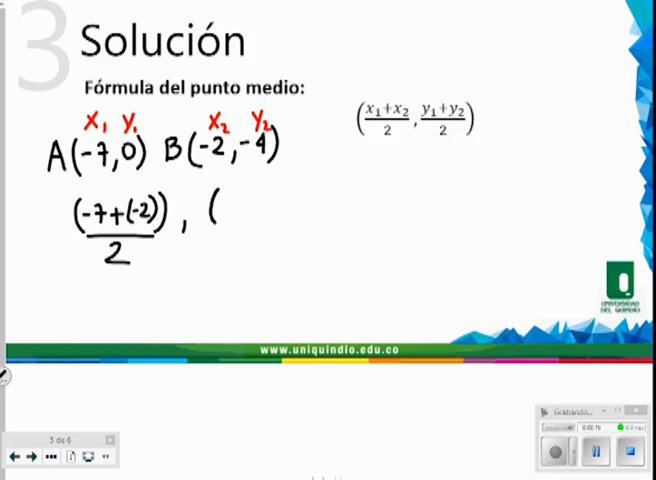 3 Solución
Fórmula del punto medio:
(x₁+x₂/2, y₁+y₂/2)
x₁ y₁ x₂ y₂
A(-7,0) B(-2,-4)
(-7+(-2))/2, (
UNIVERSIDAD
DEL QUINDÍO
www.uniquindio.edu.co
Grabando...
5 de 6